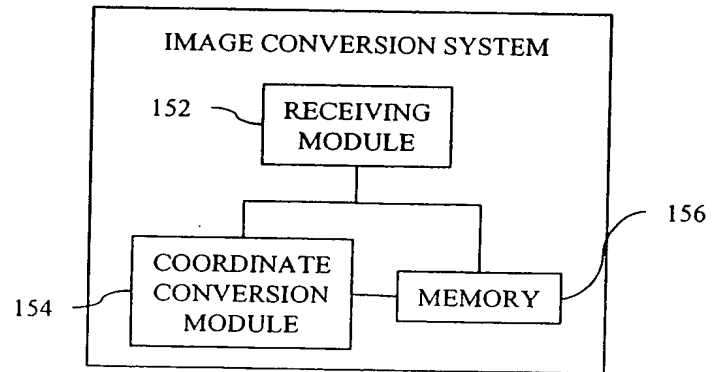 IMAGE CONVERSION SYSTEM
152
RECEIVING
MODULE
156
COORDINATE
CONVERSION
MODULE
MEMORY
154